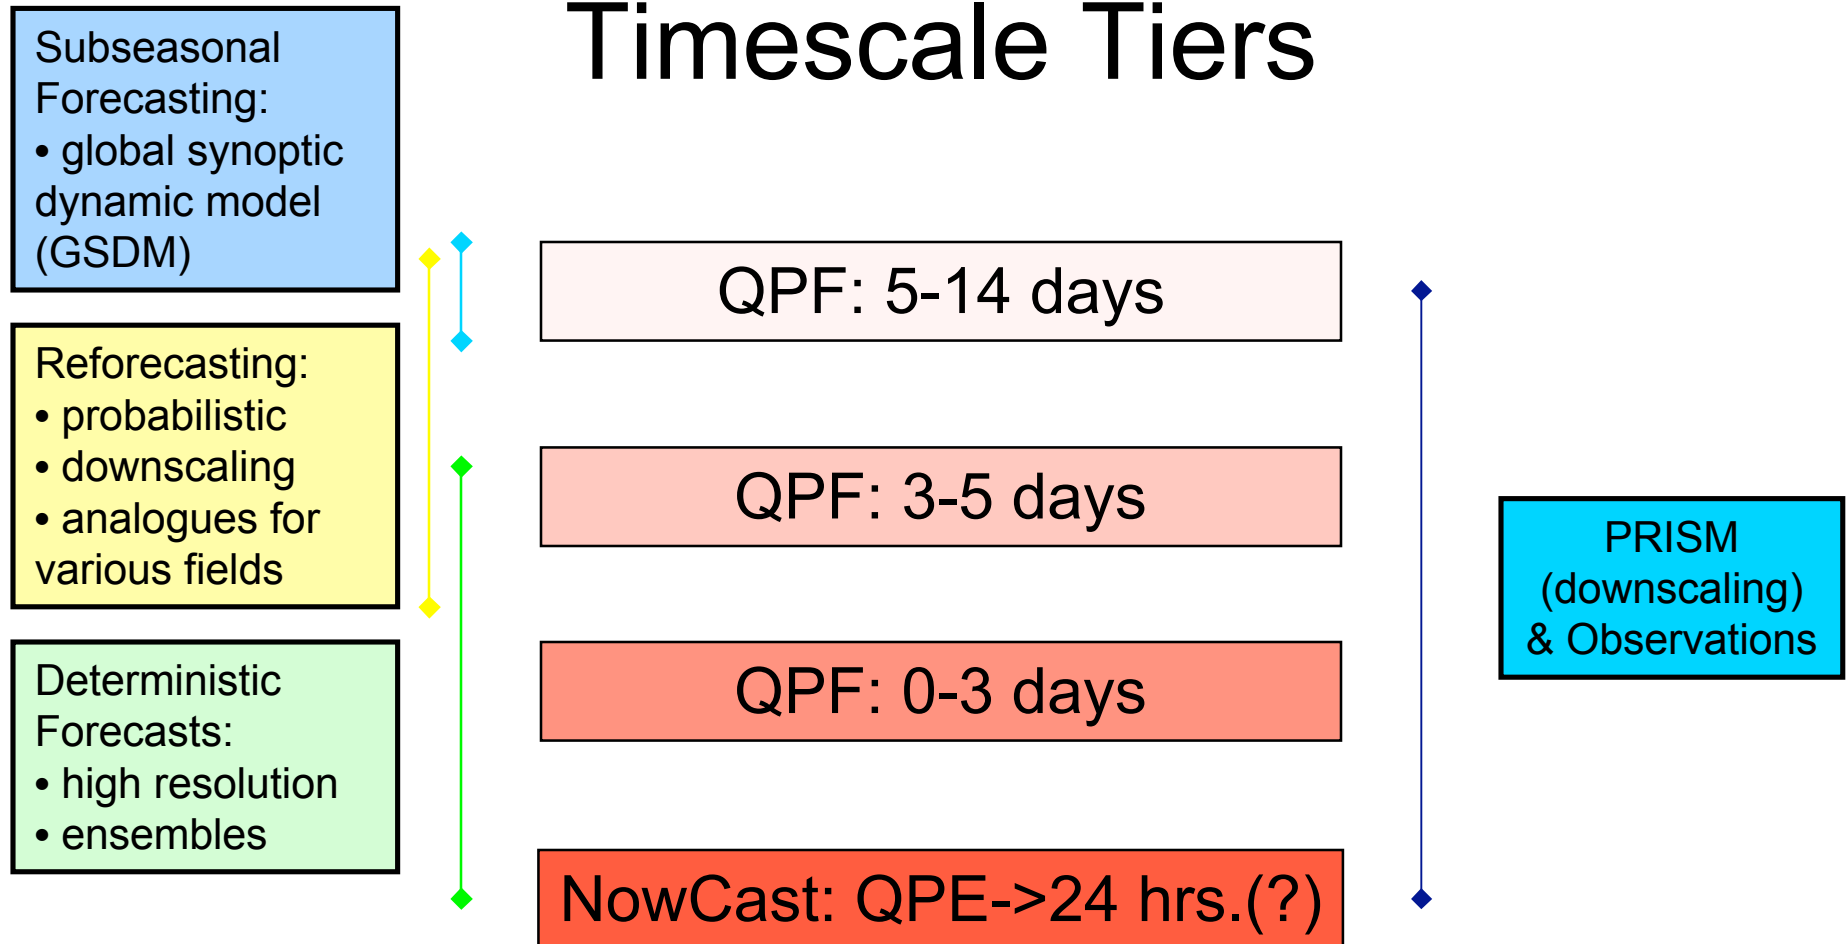 Timescale Tiers
Subseasonal
Forecasting:
• global synoptic
dynamic model
(GSDM)
Reforecasting:
• probabilistic
• downscaling
• analogues for
various fields
Deterministic
Forecasts:
• high resolution
• ensembles
QPF: 5-14 days
QPF: 3-5 days
QPF: 0-3 days
NowCast: QPE->24 hrs.(?)
PRISM
(downscaling)
& Observations